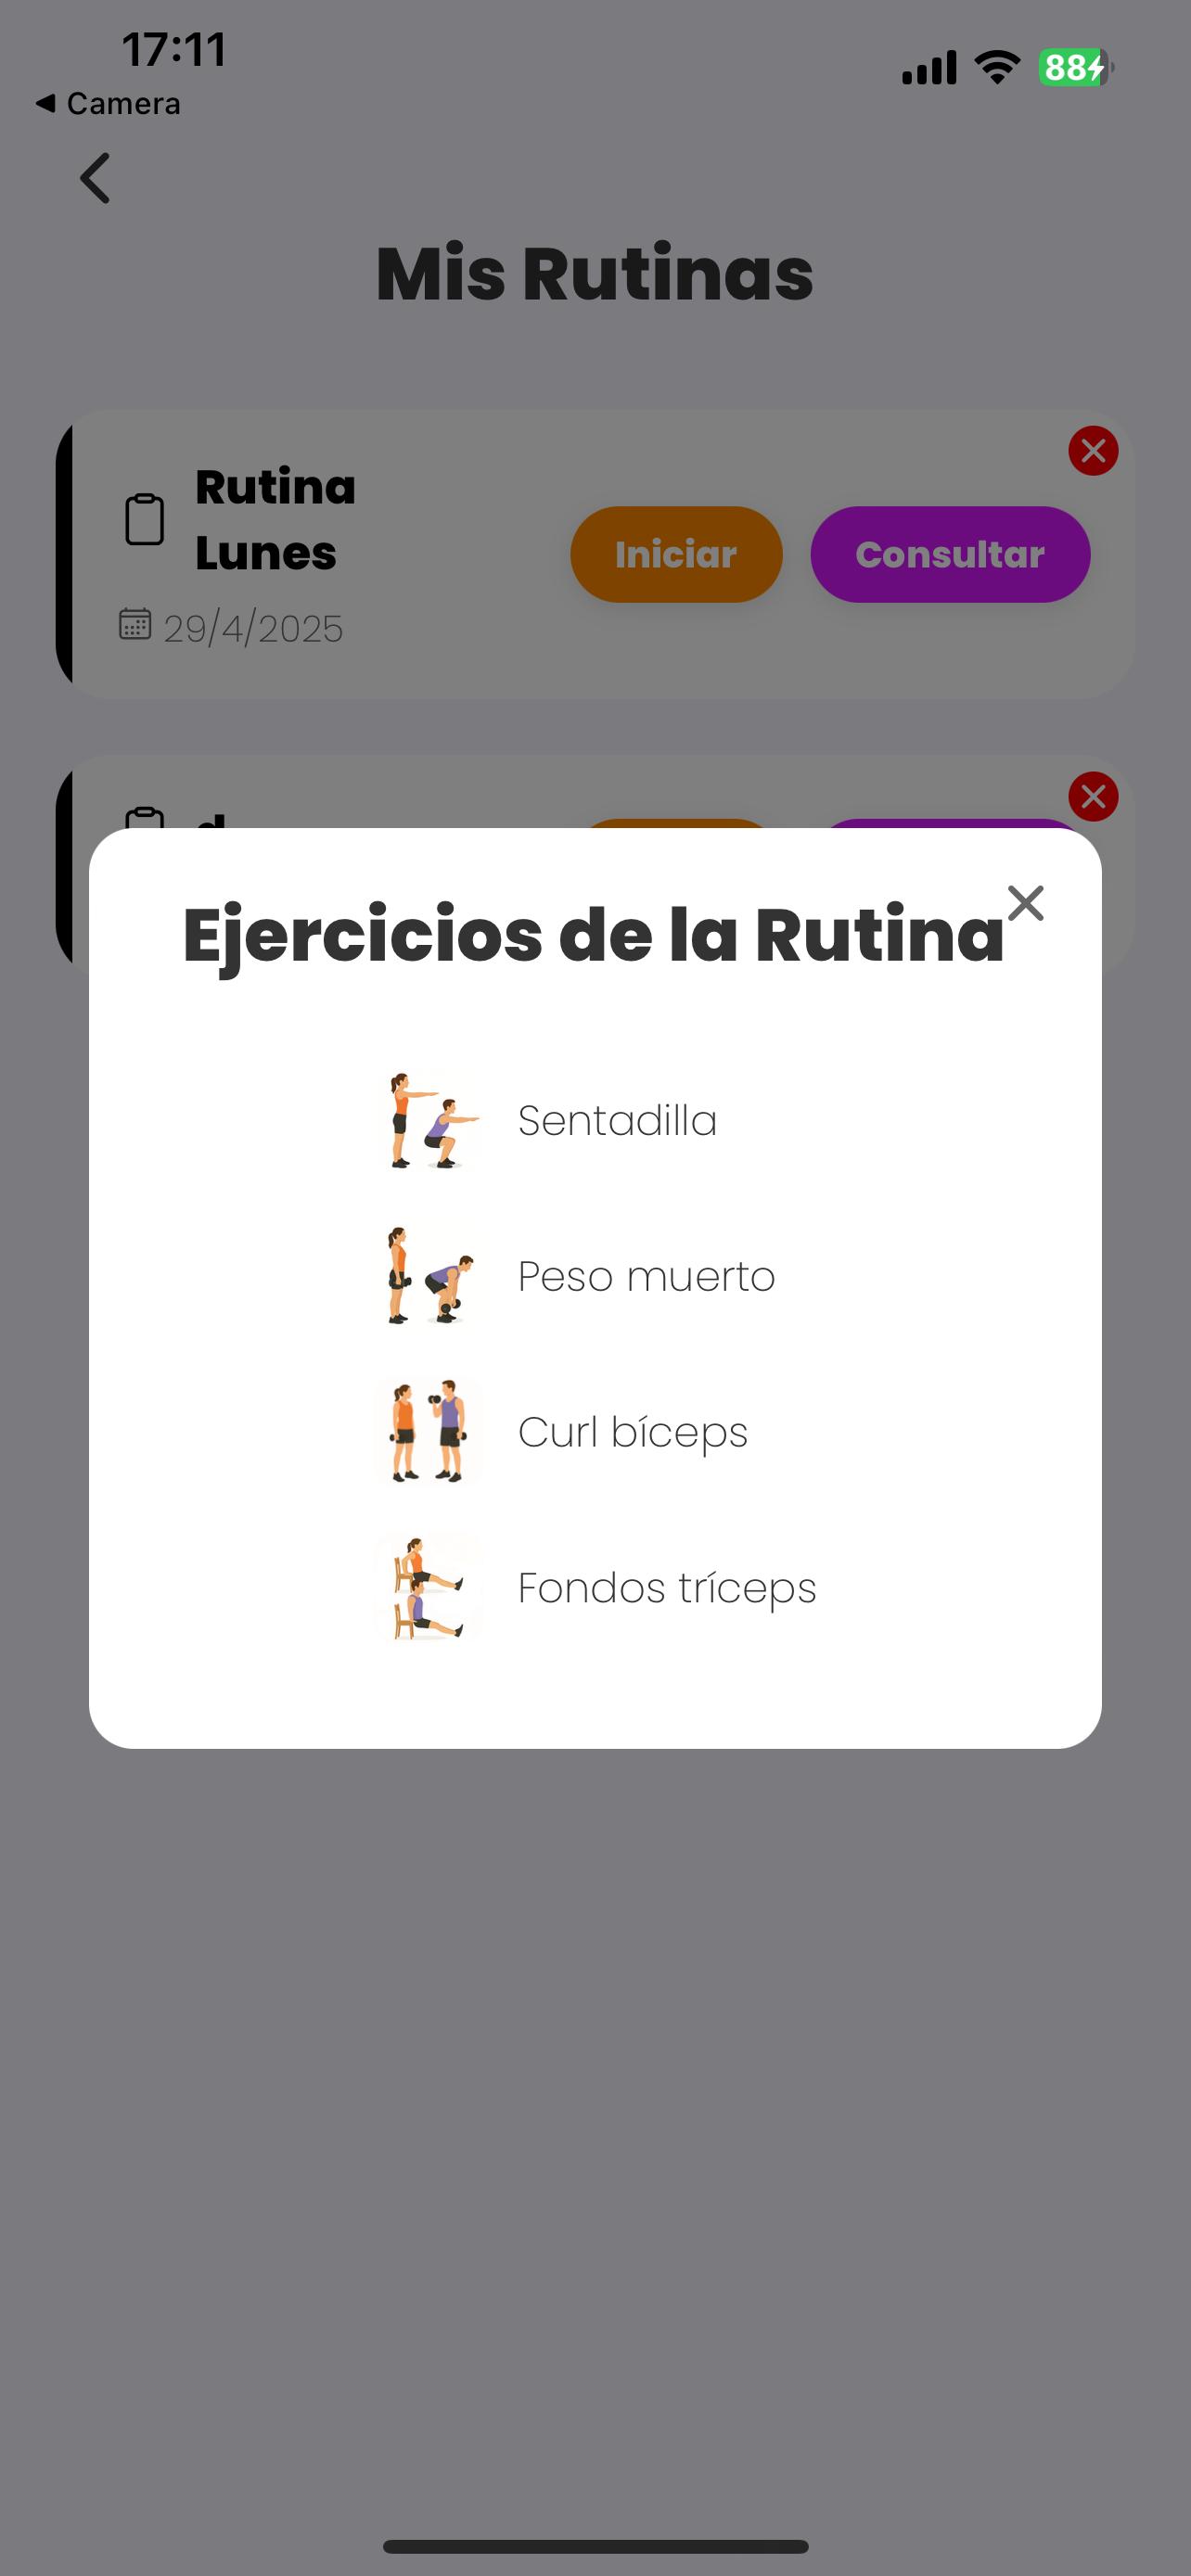 17:11
88
Camera
Mis Rutinas
Rutina
Lunes
Iniciar
Consultar
29/4/2025
Ejercicios de la Rutina
Sentadilla
Peso muerto
Curl bíceps
Fondos tríceps